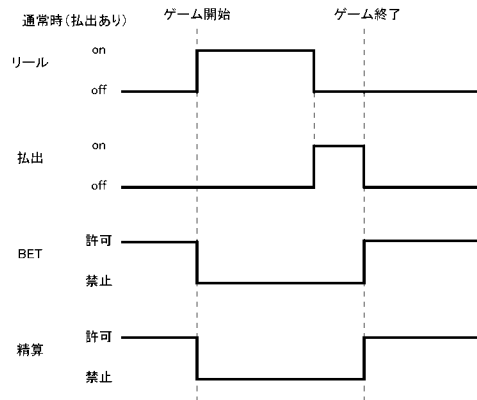 通常時(払出あり)
ゲーム開始
ゲーム終了
リール
on
off
払出
on
off
BET
許可
禁止
精算
許可
禁止